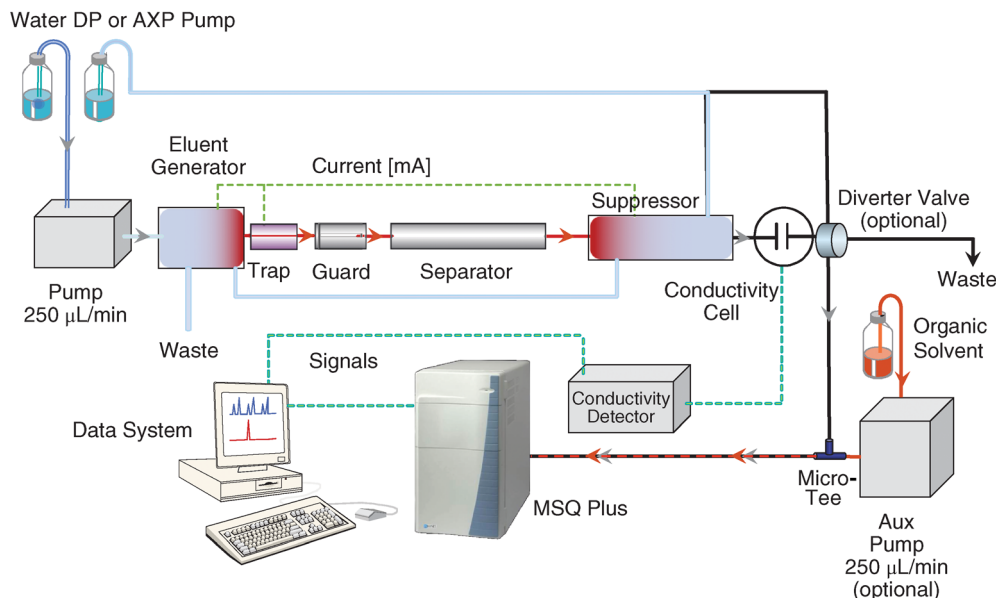 Water DP or AXP Pump
Eluent
Generator
Current [mA]
Suppressor
Diverter Valve
(optional)
Trap
Guard
Separator
Waste
Pump
250 μL/min
Conductivity
Cell
Organic
Solvent
Waste
Signals
Conductivity
Detector
Data System
Micro-
Tee
MSQ Plus
Aux
Pump
250 μL/min
(optional)